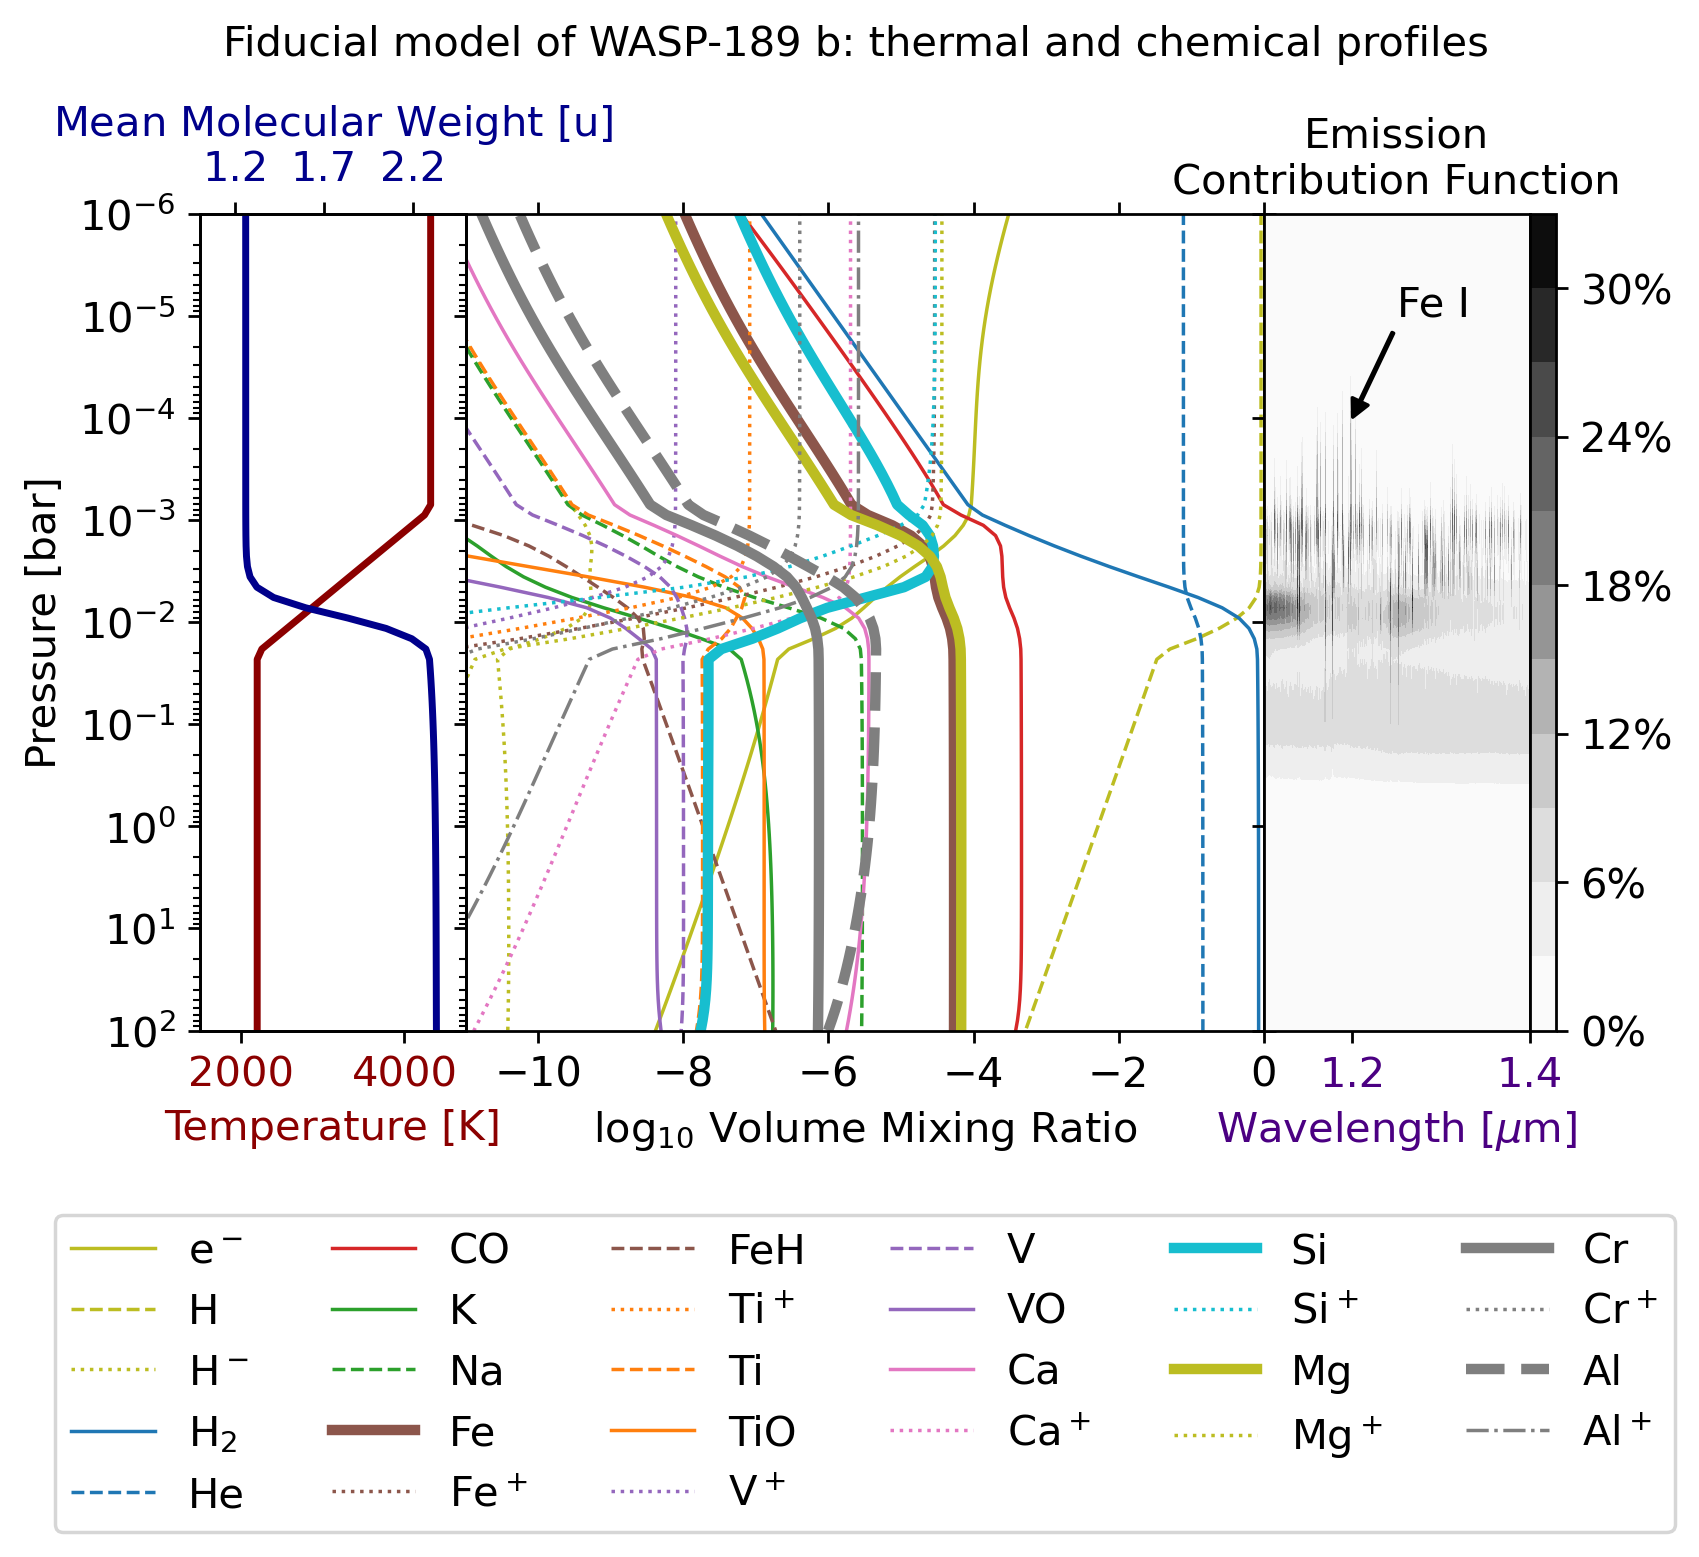 Fiducial model of WASP-189 b: thermal and chemical profiles
Mean Molecular Weight [u]
1.2 1.7 2.2
Emission
Contribution Function
Pressure [bar]
10⁻⁶
10⁻⁵
10⁻⁴
10⁻³
10⁻²
10⁻¹
10⁰
10¹
10²
Fe I
30%
24%
18%
12%
6%
0%
2000 4000
Temperature [K]
−10 −8 −6 −4 −2 0
log₁₀ Volume Mixing Ratio
1.2 1.4
Wavelength [μm]
e⁻ CO FeH V Si Cr
H K Ti⁺ VO Si⁺ Cr⁺
H⁻ Na Ti Ca Mg Al
H₂ Fe TiO Ca⁺ Mg⁺ Al⁺
He Fe⁺ V⁺